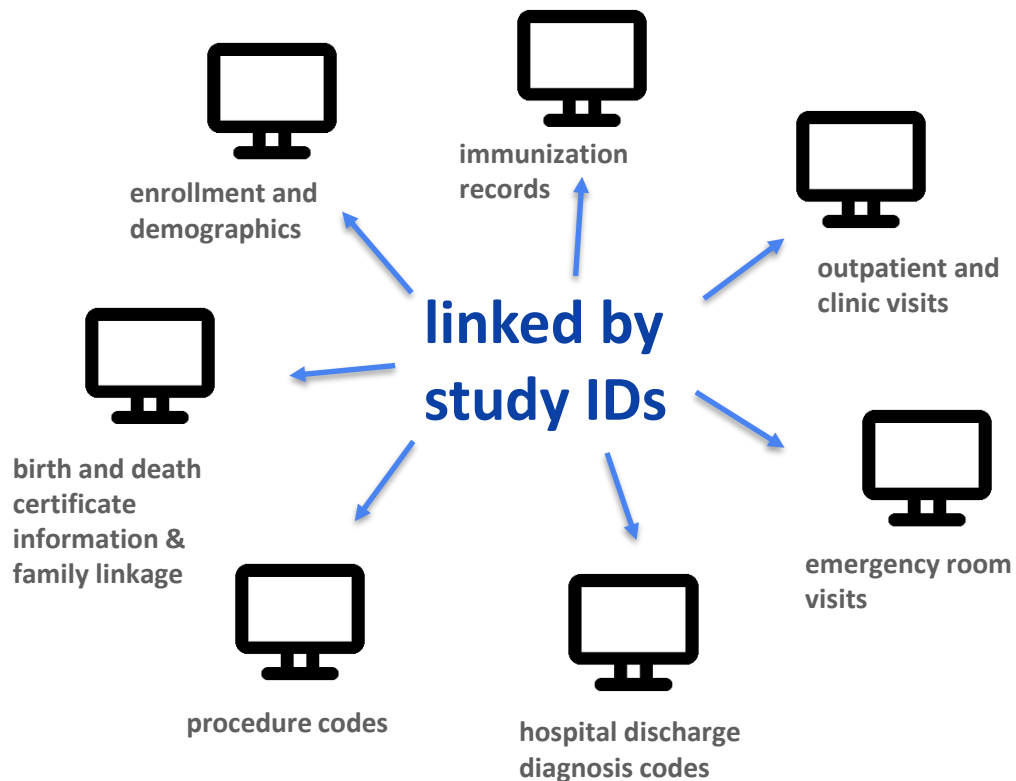 immunization
records
enrollment and
demographics
outpatient and
clinic visits
linked by
study IDs
birth and death
certificate
information &
family linkage
emergency room
visits
procedure codes
hospital discharge
diagnosis codes